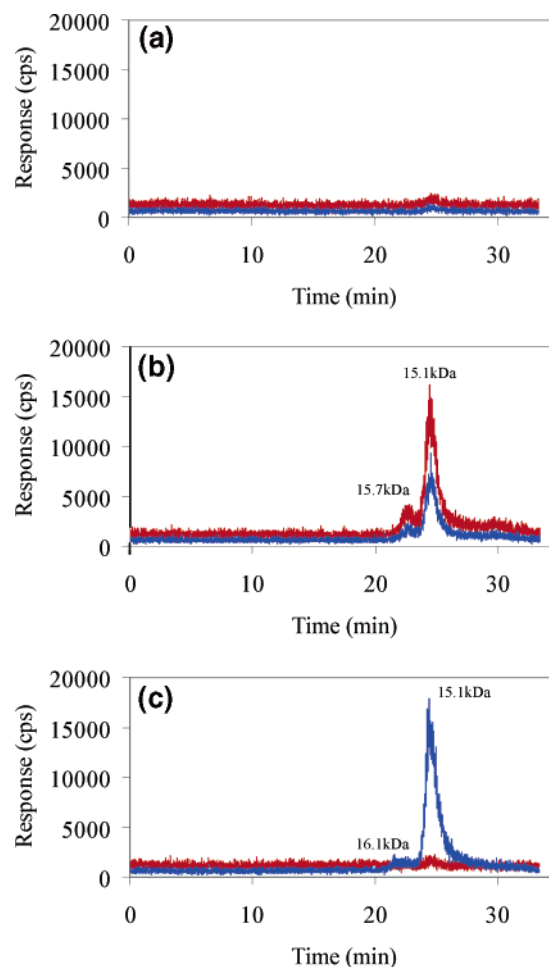 (a)
Response (cps)
20000
15000
10000
5000
0
0 10 20 30
Time (min)
(b)
Response (cps)
20000
15000
10000
5000
0
15.1kDa
15.7kDa
0 10 20 30
Time (min)
(c)
Response (cps)
20000
15000
10000
5000
0
15.1kDa
16.1kDa
0 10 20 30
Time (min)